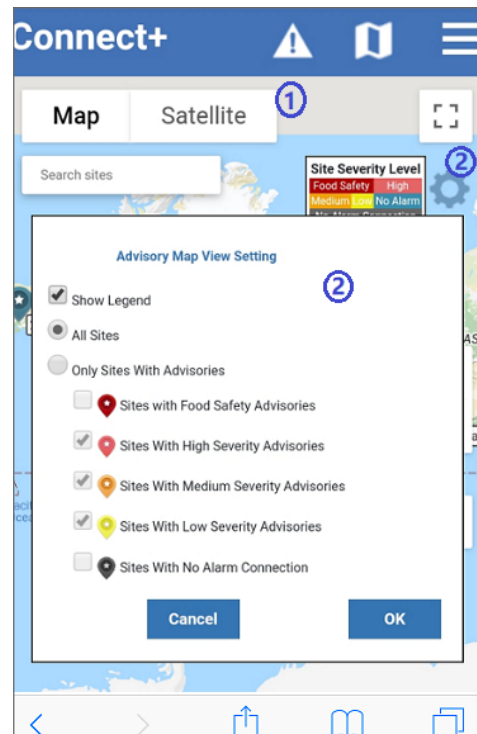 Connect+
Map Satellite
1
2
Search sites
Site Severity Level
Food Safety High
Medium Low No Alarm
No Alarm Connection
Advisory Map View Setting
2
Show Legend
All Sites
Only Sites With Advisories
Sites with Food Safety Advisories
Sites With High Severity Advisories
Sites With Medium Severity Advisories
Sites With Low Severity Advisories
Sites With No Alarm Connection
Cancel OK